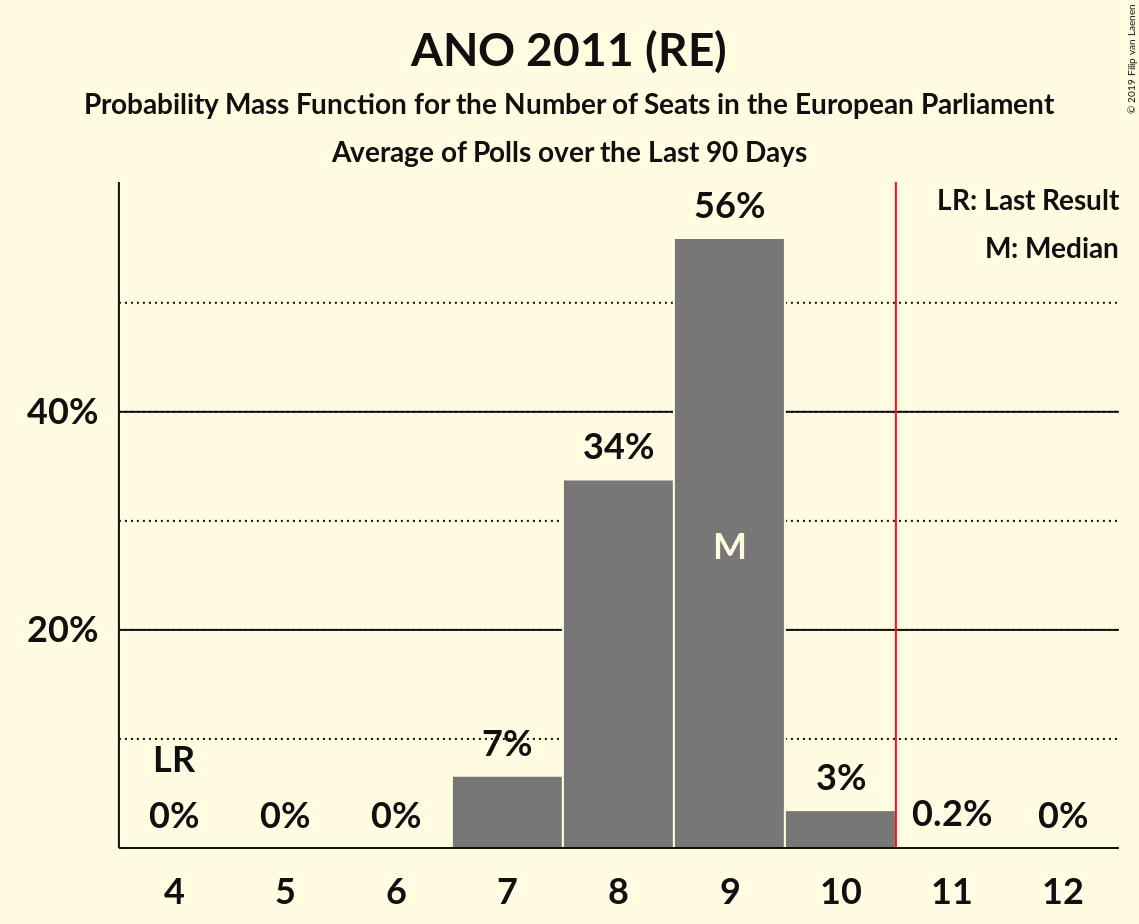 ANO 2011 (RE)
Probability Mass Function for the Number of Seats in the European Parliament
Average of Polls over the Last 90 Days
© 2019 Filip van Laenen
LR: Last Result
M: Median
56%
40%
34%
M
20%
LR
7%
3%
0%
0%
0%
0.2%
0%
4 5 6 7 8 9 10 11 12